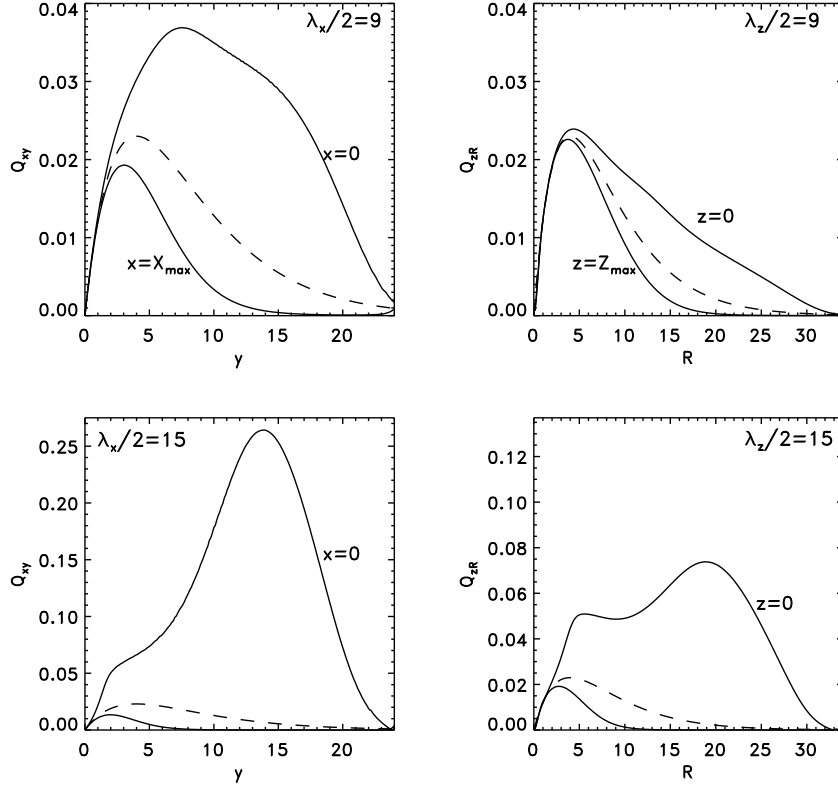 λx/2=9
0.04
0.03
0.02
0.01
0.00
Qxy
x=0
x=Xmax
0 5 10 15 20
y
λz/2=9
0.04
0.03
0.02
0.01
0.00
QzR
z=0
z=Zmax
0 5 10 15 20 25 30
R
λx/2=15
0.25
0.20
0.15
0.10
0.05
0.00
Qxy
x=0
0 5 10 15 20
y
λz/2=15
0.12
0.10
0.08
0.06
0.04
0.02
0.00
QzR
z=0
0 5 10 15 20 25 30
R